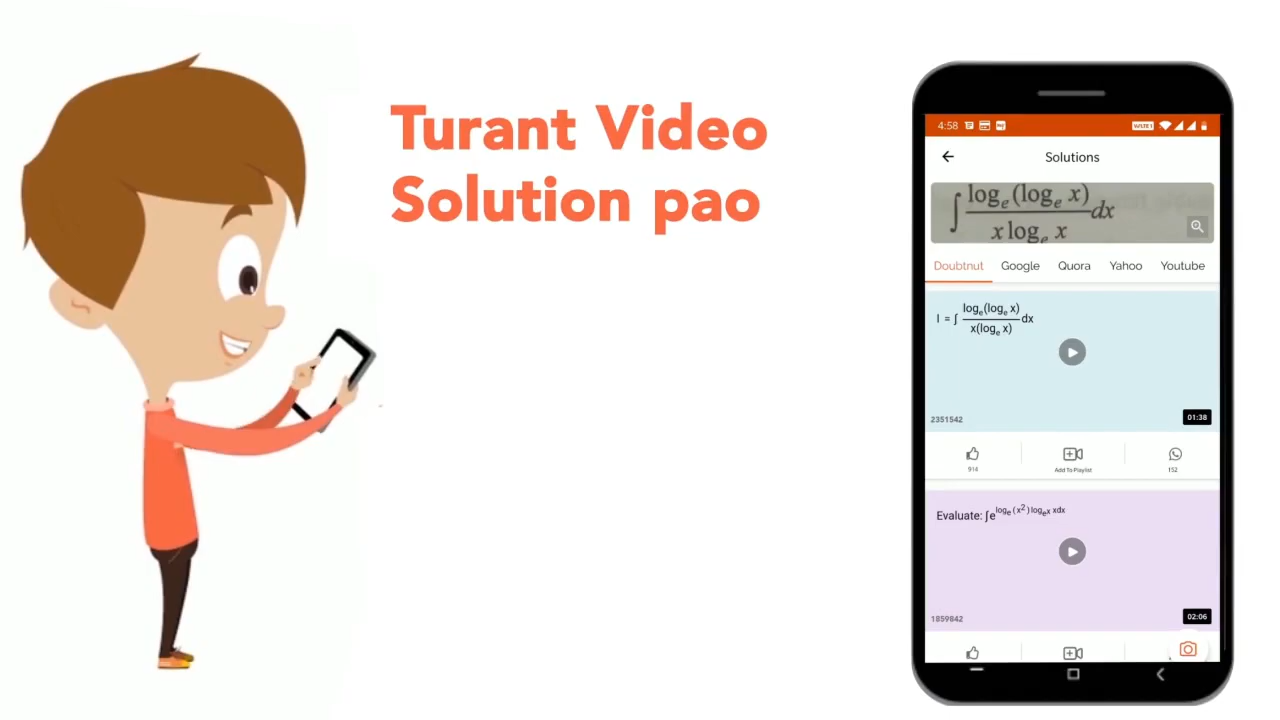 Turant Video
Solution pao
4:58
Solutions
∫ logₑ (logₑ x) / x logₑ x dx
Doubtnut Google Quora Yahoo Youtube
I = ∫ logₑ(logₑ x) / x(logₑ x) dx
2351542 01:38
914 Add To Playlist 152
Evaluate: ∫e^logₑ (x²) logₑx xdx
1859842 02:06